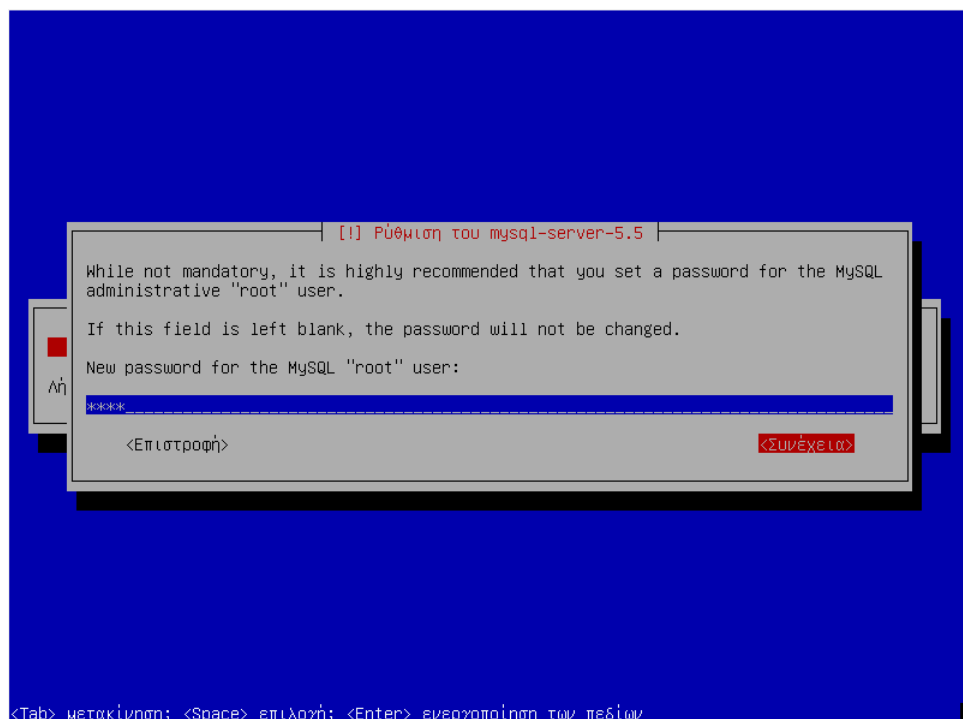 [!] Ρύθμιση του mysql-server-5.5
While not mandatory, it is highly recommended that you set a password for the MySQL
administrative "root" user.
If this field is left blank, the password will not be changed.
New password for the MySQL "root" user:
Λή
****
<Επιστροφή> <Συνέχεια>
<Tab> μετακίνηση; <Space> επιλογή; <Enter> ενεργοποίηση των πεδίων